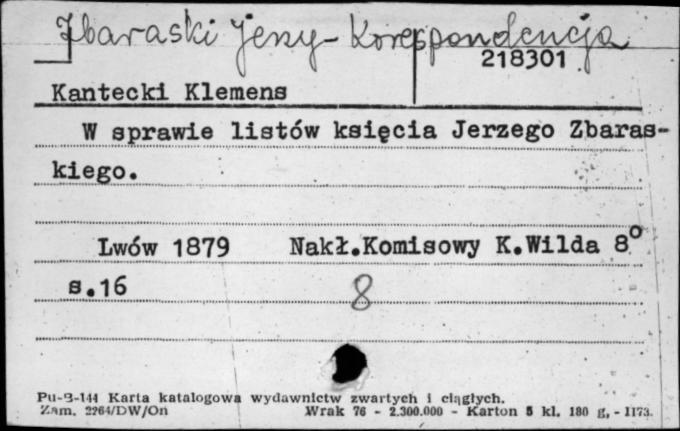 Zbaraski Jerzy - Korespondencja
218301
Kantecki Klemens
W sprawie listów księcia Jerzego Zbaras-
kiego.
Lwów 1879 Nakł.Komisowy K.Wilda 8°
s.16
8
Pu-B-144 Karta katalogowa wydawnictw zwartych i ciągłych.
Zam. 2264/DW/On Wrak 76 - 2.300.000 - Karton 5 kl. 180 g, - 1173.